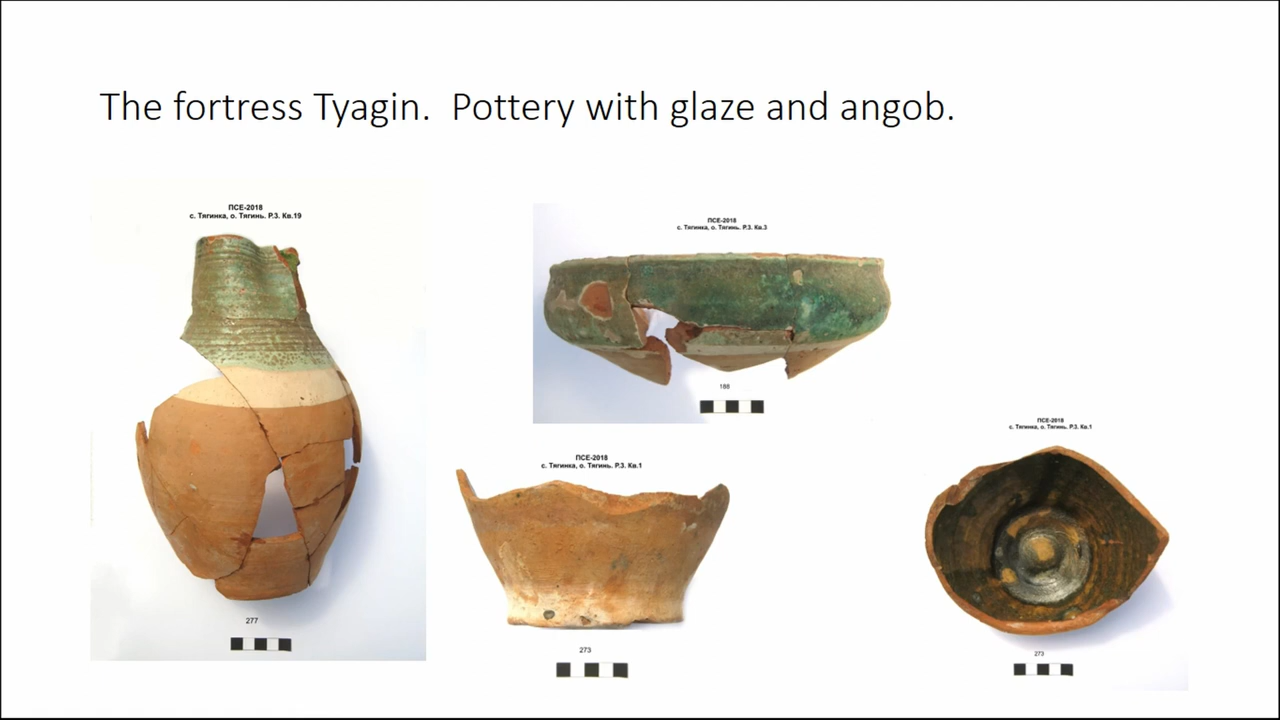 The fortress Tyagin. Pottery with glaze and angob.
ПСЕ-2018
с. Тягинка, о. Тягинь. Р.3. Кв.19
277
ПСЕ-2018
с. Тягинка, о. Тягинь. Р.3. Кв.3
188
ПСЕ-2018
с. Тягинка, о. Тягинь. Р.3. Кв.1
273
ПСЕ-2018
с. Тягинка, о. Тягинь. Р.3. Кв.1
273